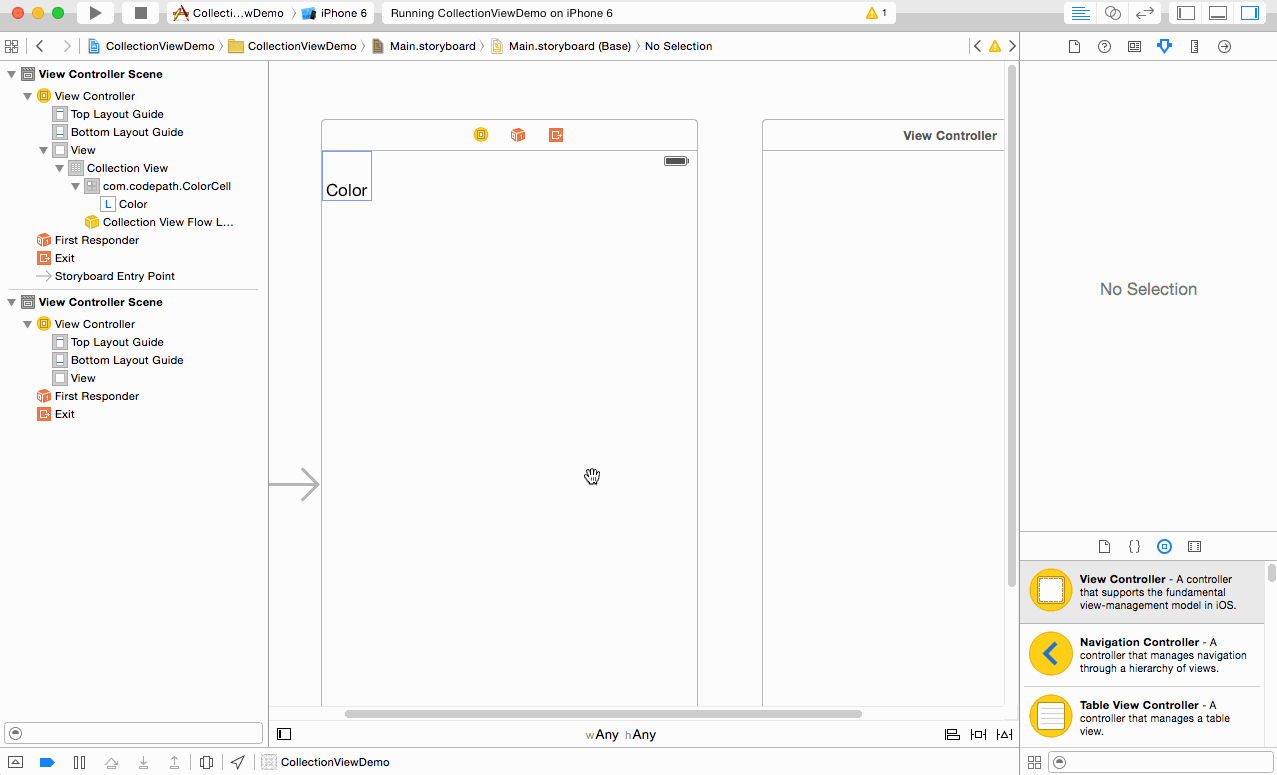 Collecti...wDemo iPhone 6 Running CollectionViewDemo on iPhone 6 1
CollectionViewDemo CollectionViewDemo Main.storyboard Main.storyboard (Base) No Selection
View Controller Scene
View Controller
Top Layout Guide
Bottom Layout Guide
View
Collection View
com.codepath.ColorCell
L Color
Collection View Flow L...
First Responder
Exit
Storyboard Entry Point
View Controller Scene
View Controller
Top Layout Guide
Bottom Layout Guide
View
First Responder
Exit
Color
View Controller
wAny hAny
CollectionViewDemo
No Selection
{}
View Controller - A controller
that supports the fundamental
view-management model in iOS.
Navigation Controller - A
controller that manages navigation
through a hierarchy of views.
Table View Controller - A
controller that manages a table
view.